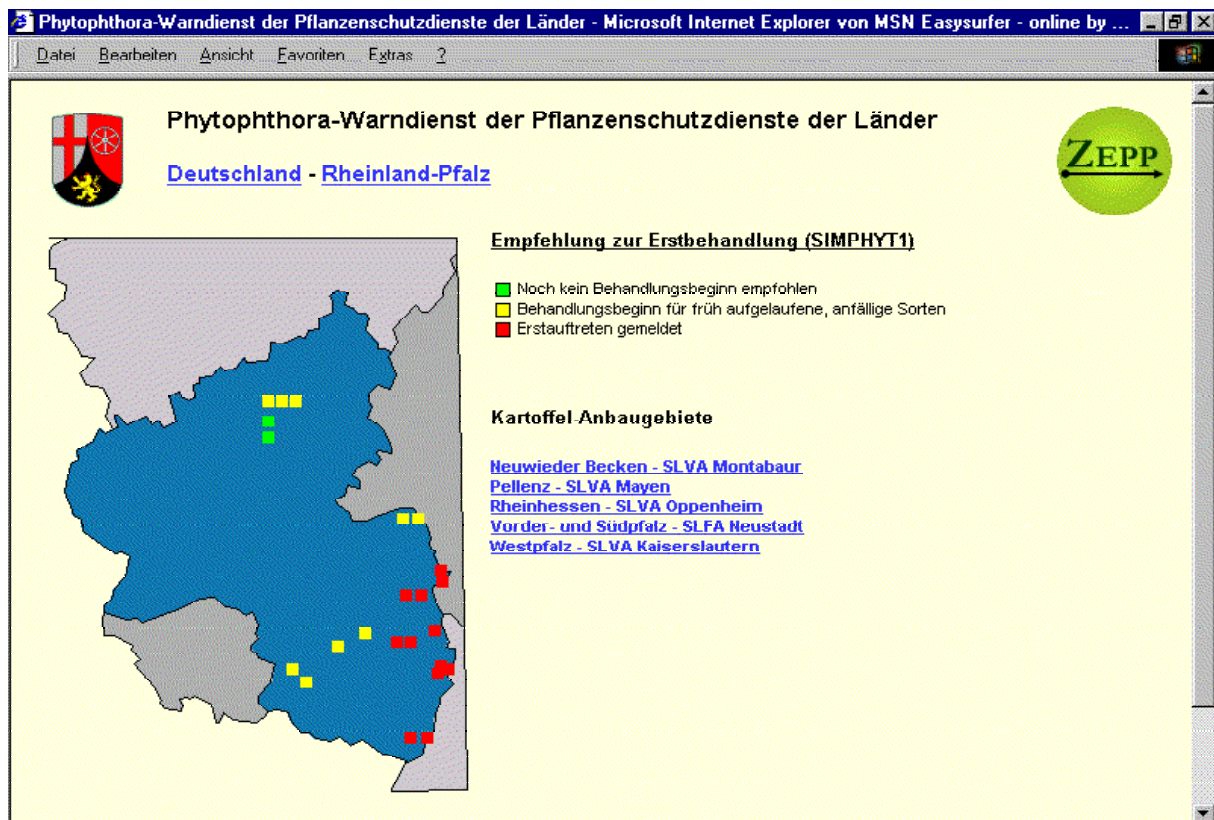 Phytophthora-Warndienst der Pflanzenschutzdienste der Länder - Microsoft Internet Explorer von MSN Easysurfer - online by ...
Datei Bearbeiten Ansicht Favoriten Extras ?
Phytophthora-Warndienst der Pflanzenschutzdienste der Länder
Deutschland - Rheinland-Pfalz
ZEPP
Empfehlung zur Erstbehandlung (SIMPHYT1)
Noch kein Behandlungsbeginn empfohlen
Behandlungsbeginn für früh aufgelaufene, anfällige Sorten
Erstauftreten gemeldet
Kartoffel-Anbaugebiete
Neuwieder Becken - SLVA Montabaur
Pellenz - SLVA Mayen
Rheinhessen - SLVA Oppenheim
Vorder- und Südpfalz - SLFA Neustadt
Westpfalz - SLVA Kaiserslautern